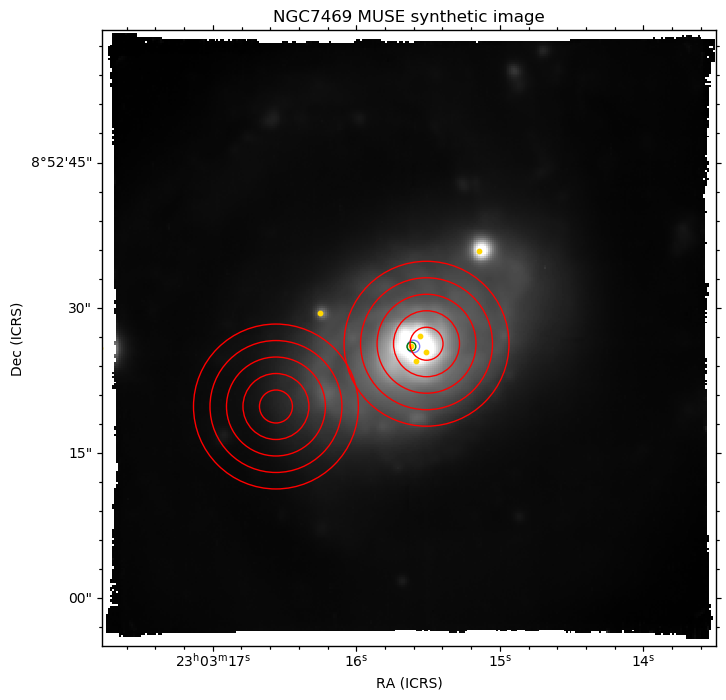 NGC7469 MUSE synthetic image
8°52'45"
30"
15"
00"
23ʰ03ᵐ17ˢ
16ˢ
15ˢ
14ˢ
RA (ICRS)
Dec (ICRS)